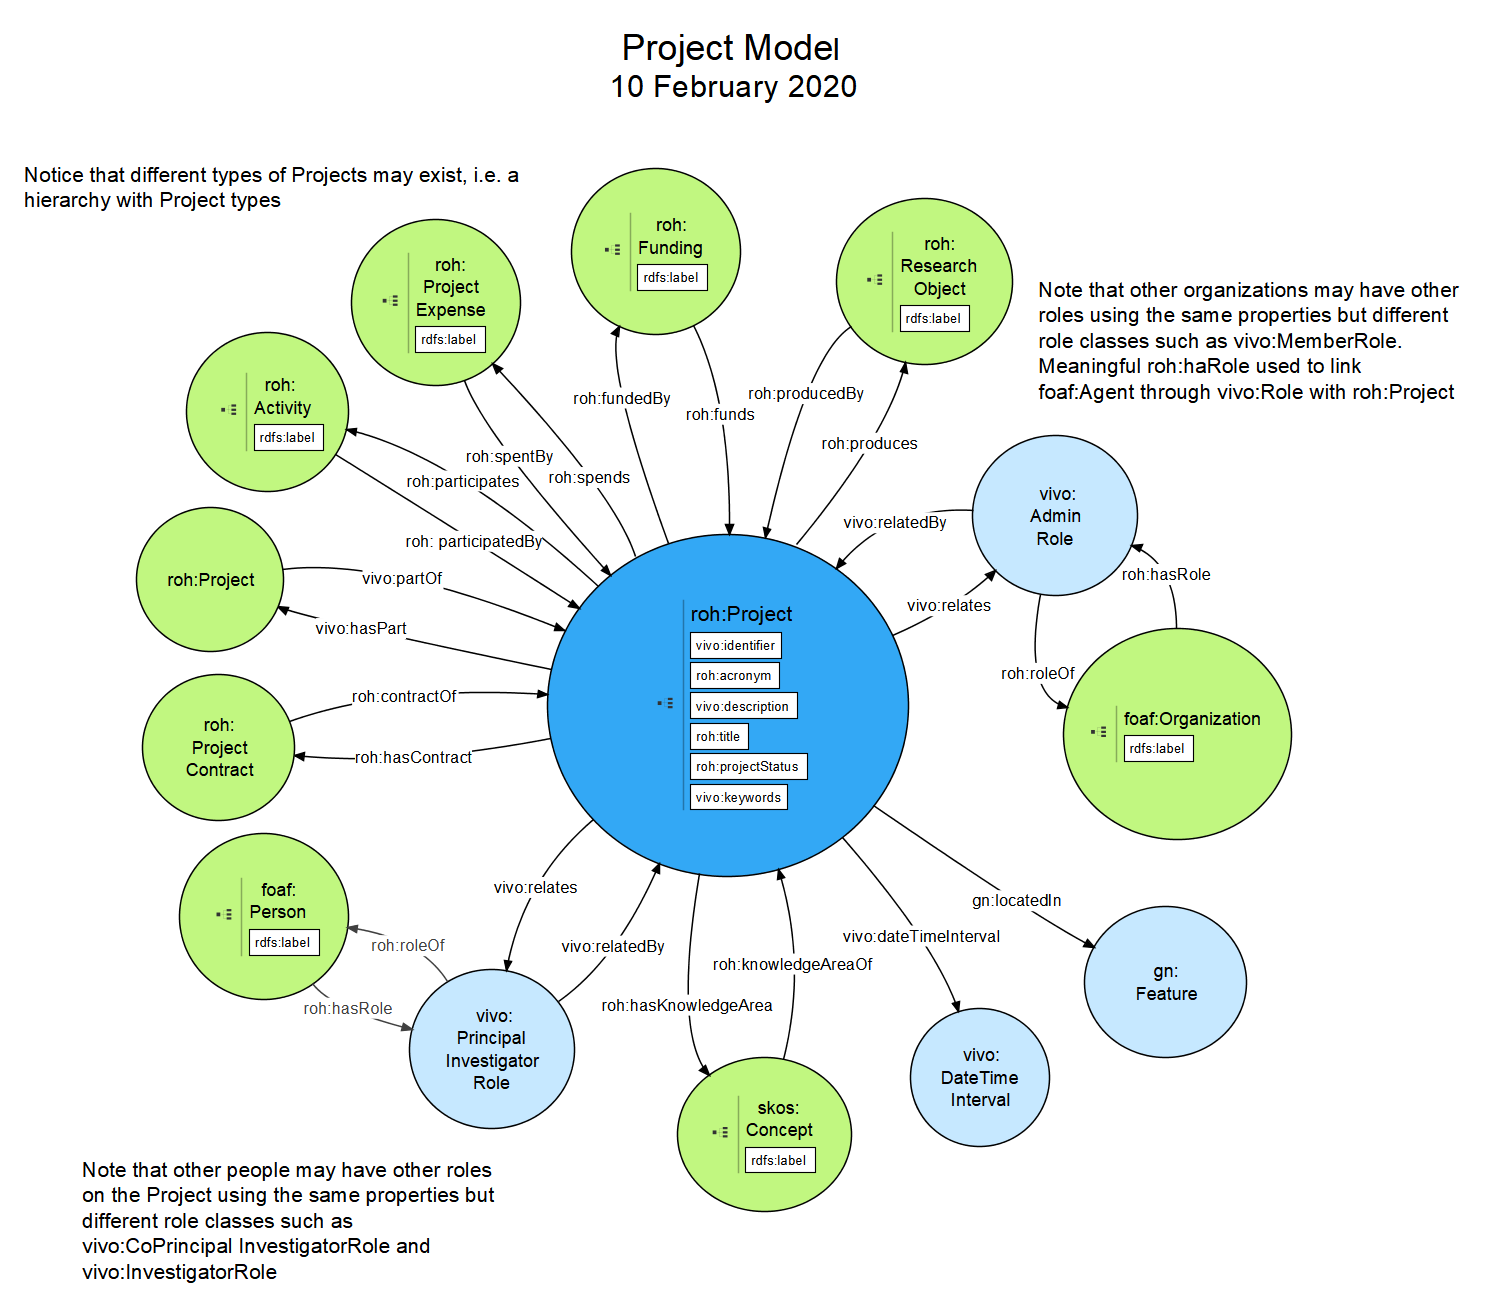 Project Model
10 February 2020
Notice that different types of Projects may exist, i.e. a
hierarchy with Project types
roh:
Funding
rdfs:label
roh:
Research
Object
rdfs:label
roh:
Project
Expense
rdfs:label
Note that other organizations may have other
roles using the same properties but different
role classes such as vivo:MemberRole.
Meaningful roh:haRole used to link
foaf:Agent through vivo:Role with roh:Project
roh:
Activity
rdfs:label
roh:fundedBy
roh:funds
roh:producedBy
roh:produces
roh:spentBy
roh:spends
roh:participates
roh: participatedBy
vivo:relatedBy
vivo:
Admin
Role
roh:hasRole
vivo:relates
roh:roleOf
roh:Project
vivo:partOf
vivo:hasPart
roh:Project
vivo:identifier
roh:acronym
vivo:description
roh:title
roh:projectStatus
vivo:keywords
foaf:Organization
rdfs:label
roh:
Project
Contract
roh:contractOf
roh:hasContract
foaf:
Person
rdfs:label
vivo:relates
roh:roleOf
vivo:relatedBy
roh:hasRole
vivo:
Principal
Investigator
Role
roh:knowledgeAreaOf
roh:hasKnowledgeArea
vivo:dateTimeInterval
gn:locatedIn
gn:
Feature
vivo:
DateTime
Interval
skos:
Concept
rdfs:label
Note that other people may have other roles
on the Project using the same properties but
different role classes such as
vivo:CoPrincipal InvestigatorRole and
vivo:InvestigatorRole